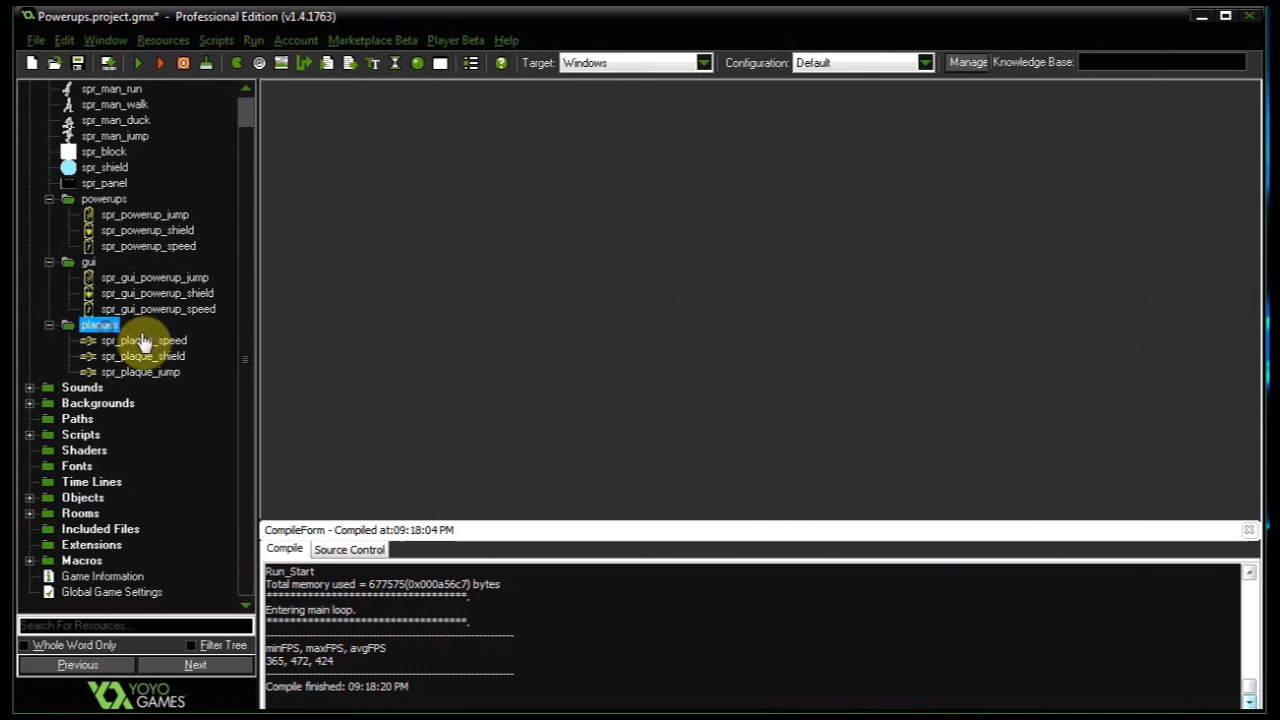 Powerups.project.gmx* - Professional Edition (v1.4.1763)
File Edit Window Resources Scripts Run Account Marketplace Beta Player Beta Help
Target: Windows Configuration: Default Manage Knowledge Base:
spr_man_run
spr_man_walk
spr_man_duck
spr_man_jump
spr_block
spr_shield
spr_panel
powerups
spr_powerup_jump
spr_powerup_shield
spr_powerup_speed
gui
spr_gui_powerup_jump
spr_gui_powerup_shield
spr_gui_powerup_speed
plaques
spr_plaque_speed
spr_plaque_shield
spr_plaque_jump
Sounds
Backgrounds
Paths
Scripts
Shaders
Fonts
Time Lines
Objects
Rooms
Included Files
Extensions
Macros
Game Information
Global Game Settings
Search For Resources...
Whole Word Only Filter Tree
Previous Next
YOYO
GAMES
CompileForm - Compiled at:09:18:04 PM
Compile Source Control
Run_Start
Total memory used = 677575(0x000a56c7) bytes
**********************************.
Entering main loop.
**********************************.
----------------------------------------------------------------
minFPS, maxFPS, avgFPS
365, 472, 424
----------------------------------------------------------------
Compile finished: 09:18:20 PM